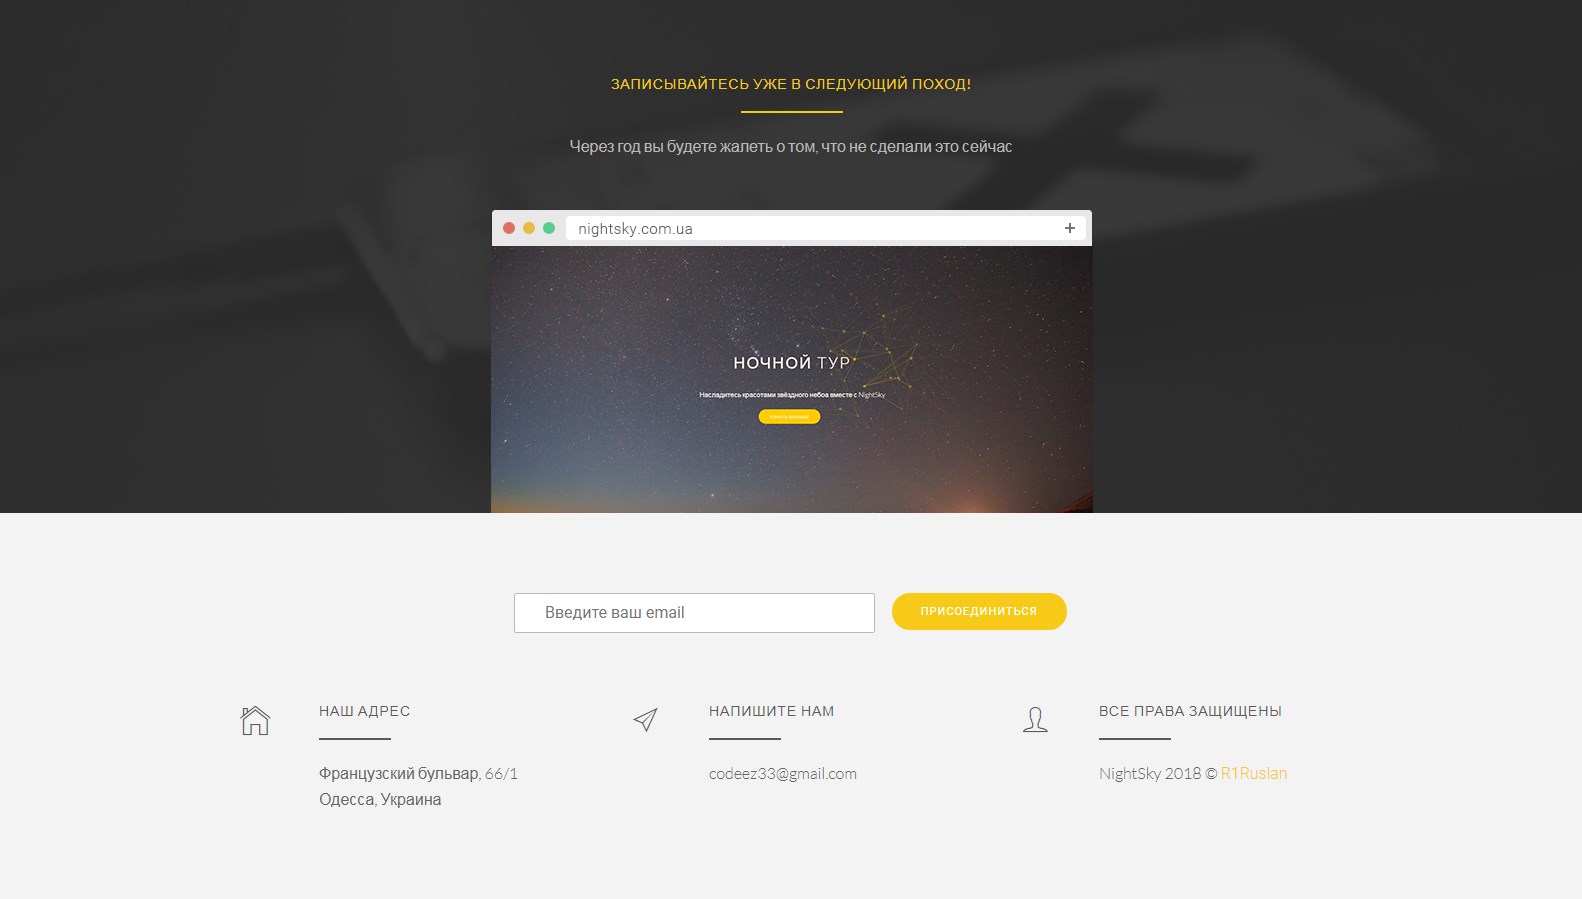 ЗАПИСЫВАЙТЕСЬ УЖЕ В СЛЕДУЮЩИЙ ПОХОД!
Через год вы будете жалеть о том, что не сделали это сейчас
nightsky.com.ua
НОЧНОЙ ТУР
Насладитесь красотами звёздного небоа вместе с NightSky
Введите ваш email
ПРИСОЕДИНИТЬСЯ
НАШ АДРЕС
Французский бульвар, 66/1
Одесса, Украина
НАПИШИТЕ НАМ
codeez33@gmail.com
ВСЕ ПРАВА ЗАЩИЩЕНЫ
NightSky 2018 © R1Ruslan